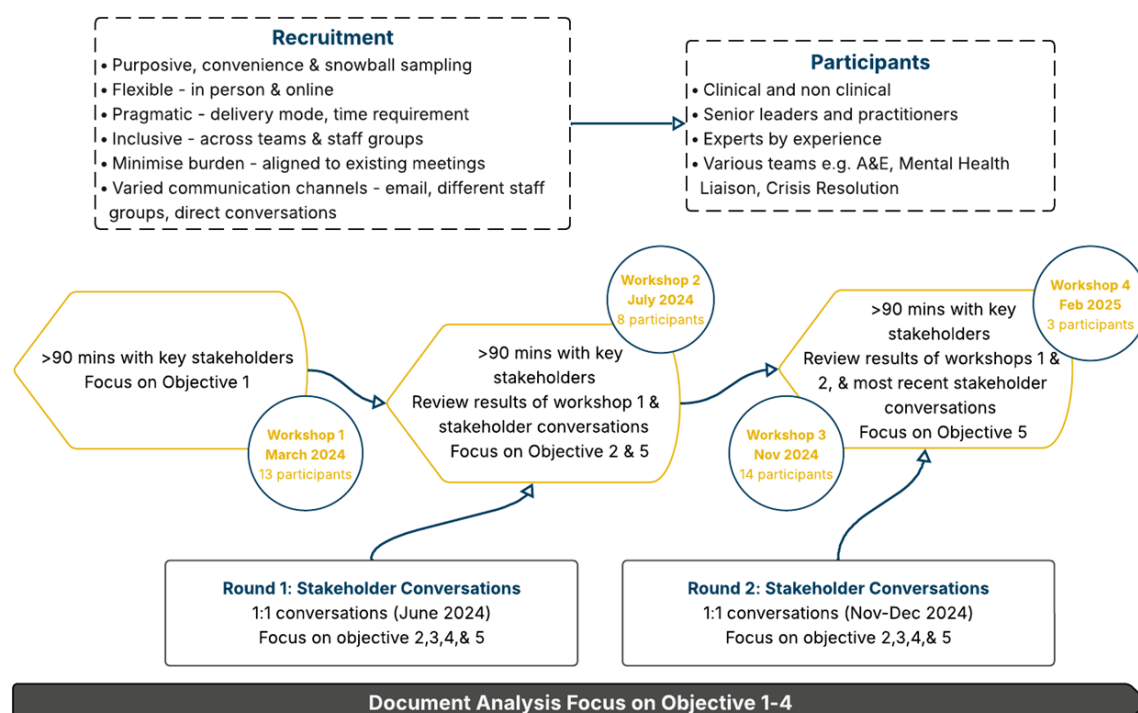 Recruitment
• Purposive, convenience & snowball sampling
• Flexible - in person & online
• Pragmatic - delivery mode, time requirement
• Inclusive - across teams & staff groups
• Minimise burden - aligned to existing meetings
• Varied communication channels - email, different staff
groups, direct conversations
Participants
• Clinical and non clinical
• Senior leaders and practitioners
• Experts by experience
• Various teams e.g. A&E, Mental Health
Liaison, Crisis Resolution
>90 mins with key stakeholders
Focus on Objective 1
Workshop 1
March 2024
13 participants
Workshop 2
July 2024
8 participants
>90 mins with key
stakeholders
Review results of workshop 1 &
stakeholder conversations
Focus on Objective 2 & 5
Workshop 3
Nov 2024
14 participants
Workshop 4
Feb 2025
3 participants
>90 mins with key
stakeholders
Review results of workshops 1 &
2, & most recent stakeholder
conversations
Focus on Objective 5
Round 1: Stakeholder Conversations
1:1 conversations (June 2024)
Focus on objective 2,3,4,& 5
Round 2: Stakeholder Conversations
1:1 conversations (Nov-Dec 2024)
Focus on objective 2,3,4,& 5
Document Analysis Focus on Objective 1-4